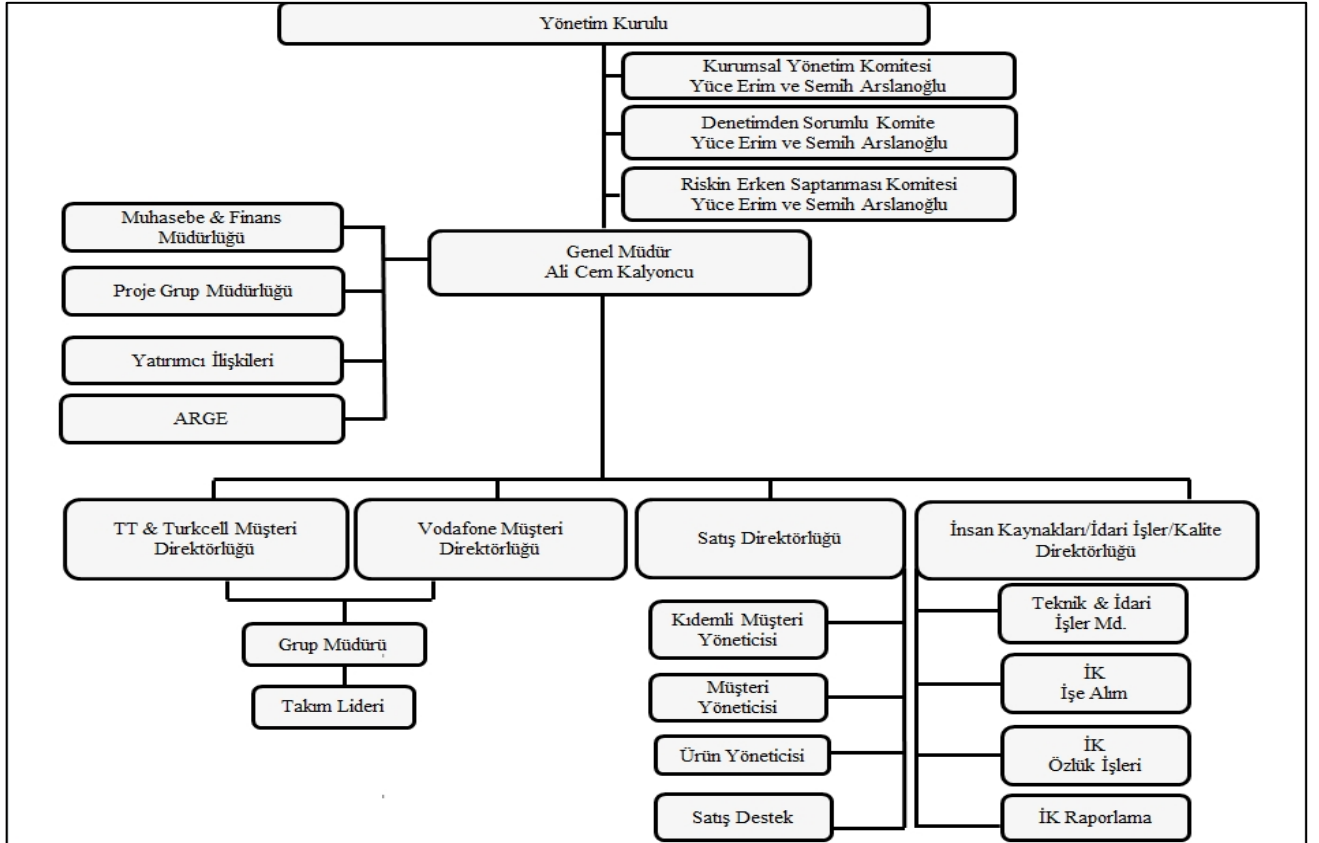 Yönetim Kurulu
Kurumsal Yönetim Komitesi
Yüce Erim ve Semih Arslanoğlu
Denetimden Sorumlu Komite
Yüce Erim ve Semih Arslanoğlu
Riskin Erken Saptanması Komitesi
Yüce Erim ve Semih Arslanoğlu
Genel Müdür
Ali Cem Kalyoncu
Muhasebe & Finans
Müdürlüğü
Proje Grup Müdürlüğü
Yatırımcı İlişkileri
ARGE
TT & Turkcell Müşteri
Direktörlüğü
Vodafone Müşteri
Direktörlüğü
Satış Direktörlüğü
İnsan Kaynakları/İdari İşler/Kalite
Direktörlüğü
Grup Müdürü
Takım Lideri
Kıdemli Müşteri
Yöneticisi
Müşteri
Yöneticisi
Ürün Yöneticisi
Satış Destek
Teknik & İdari
İşler Md.
İK
İşe Alım
İK
Özlük İşleri
İK Raporlama